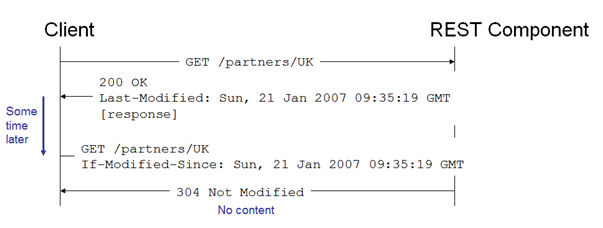 Client
REST Component
GET /partners/UK
200 OK
Last-Modified: Sun, 21 Jan 2007 09:35:19 GMT
[response]
Some
time
later
GET /partners/UK
If-Modified-Since: Sun, 21 Jan 2007 09:35:19 GMT
304 Not Modified
No content